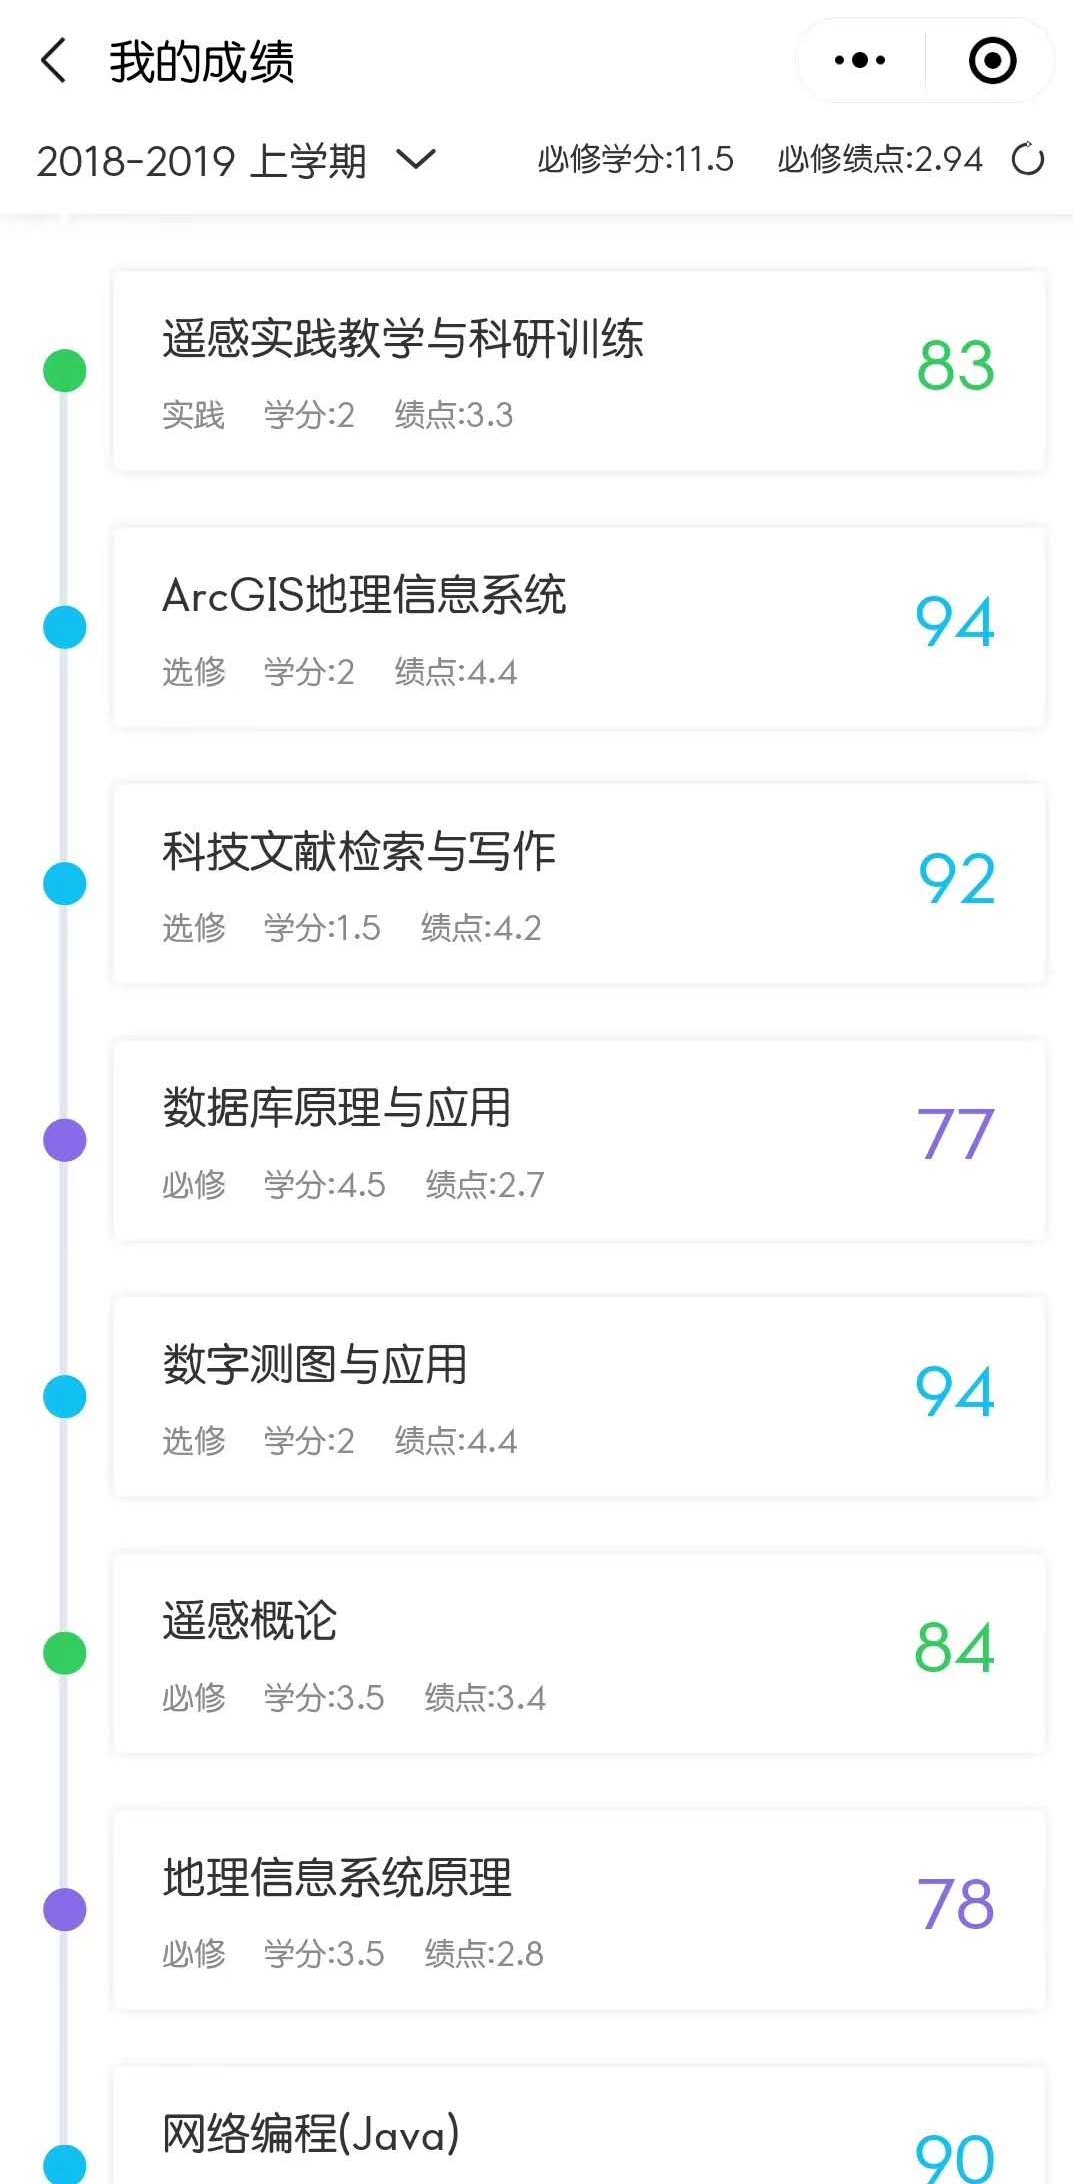 我的成绩
2018-2019 上学期 必修学分:11.5 必修绩点:2.94
遥感实践教学与科研训练
83
实践 学分:2 绩点:3.3
ArcGIS地理信息系统
94
选修 学分:2 绩点:4.4
科技文献检索与写作
92
选修 学分:1.5 绩点:4.2
数据库原理与应用
77
必修 学分:4.5 绩点:2.7
数字测图与应用
94
选修 学分:2 绩点:4.4
遥感概论
84
必修 学分:3.5 绩点:3.4
地理信息系统原理
78
必修 学分:3.5 绩点:2.8
网络编程(Java)
90